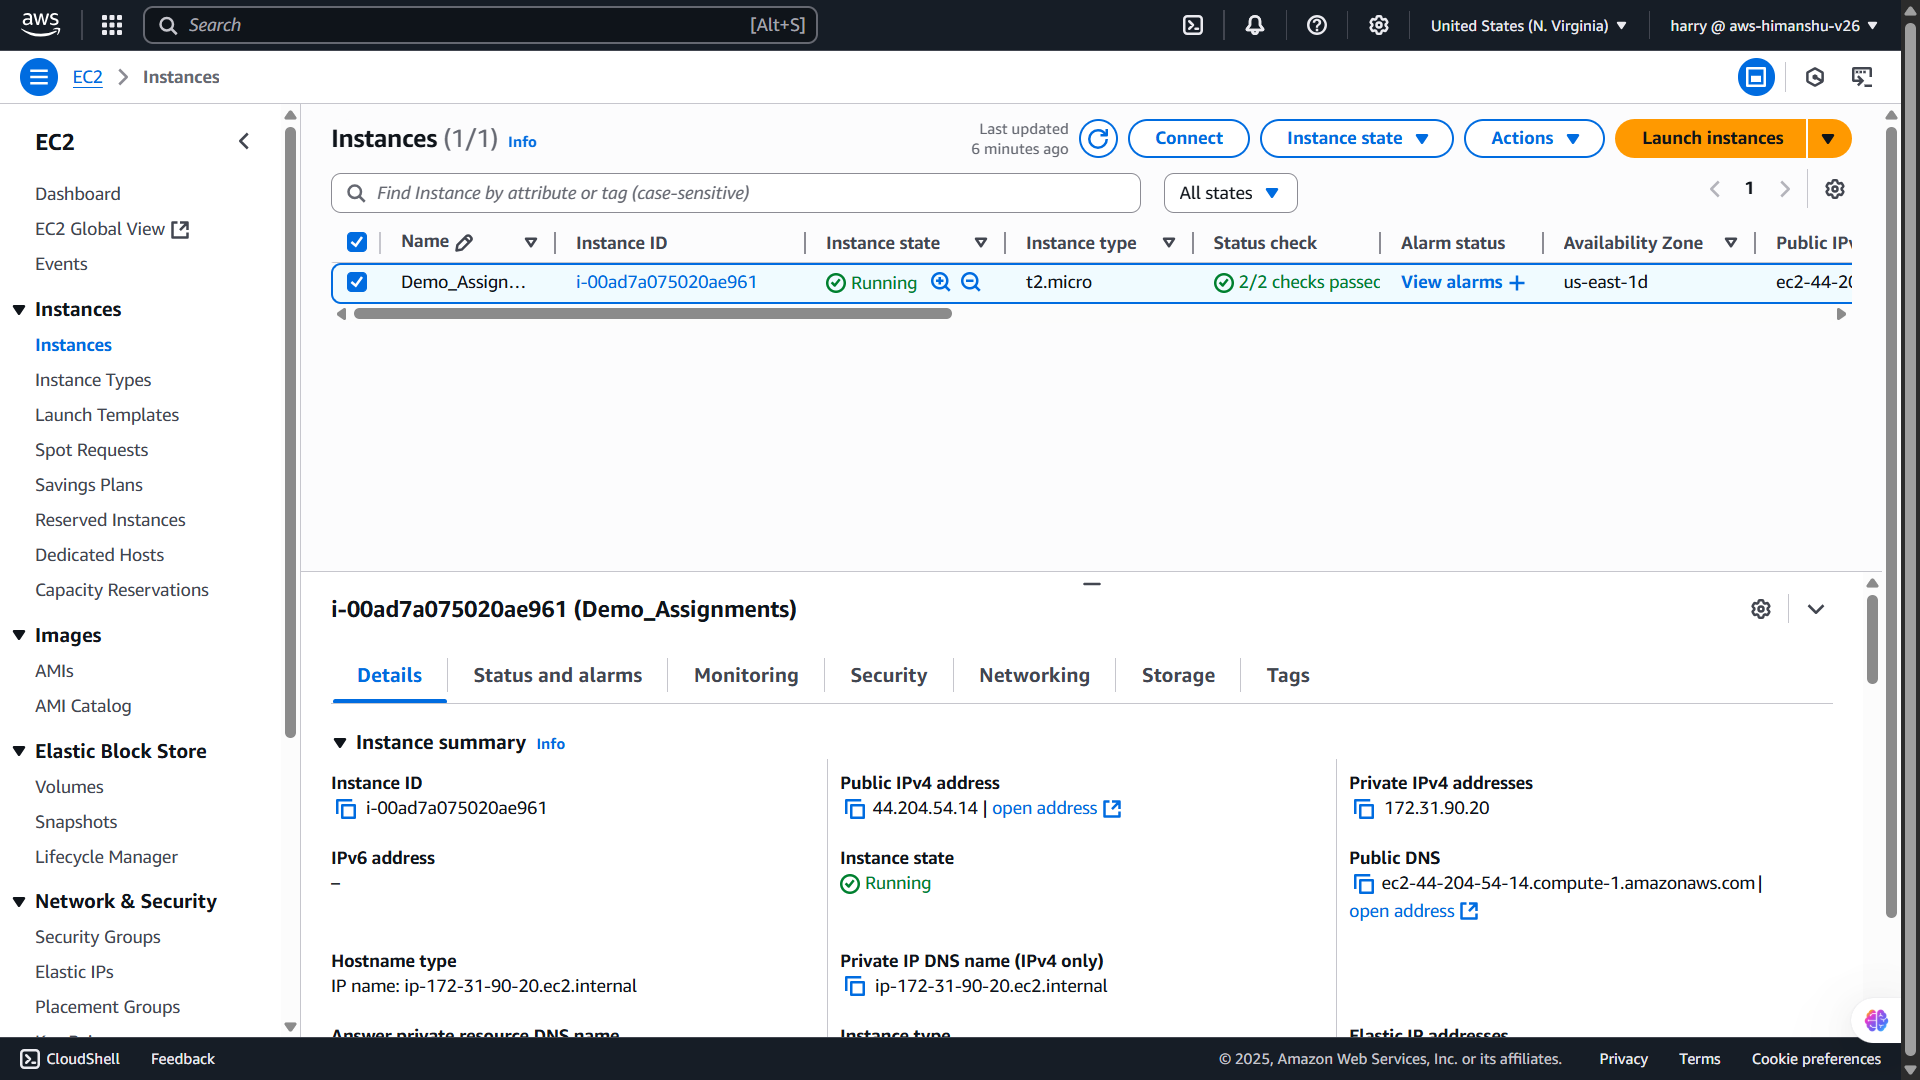 aws
Search [Alt+S]
United States (N. Virginia)
harry @ aws-himanshu-v26
EC2 Instances
EC2
Dashboard
EC2 Global View
Events
Instances
Instances
Instance Types
Launch Templates
Spot Requests
Savings Plans
Reserved Instances
Dedicated Hosts
Capacity Reservations
Images
AMIs
AMI Catalog
Elastic Block Store
Volumes
Snapshots
Lifecycle Manager
Network & Security
Security Groups
Elastic IPs
Placement Groups
Instances (1/1) Info
Last updated
6 minutes ago
Connect
Instance state
Actions
Launch instances
Find Instance by attribute or tag (case-sensitive)
All states
1
Name Instance ID Instance state Instance type Status check Alarm status Availability Zone Public IPv
Demo_Assign... i-00ad7a075020ae961 Running t2.micro 2/2 checks passed View alarms + us-east-1d ec2-44-20
i-00ad7a075020ae961 (Demo_Assignments)
Details Status and alarms Monitoring Security Networking Storage Tags
Instance summary Info
Instance ID
i-00ad7a075020ae961
Public IPv4 address
44.204.54.14 | open address
Private IPv4 addresses
172.31.90.20
IPv6 address
–
Instance state
Running
Public DNS
ec2-44-204-54-14.compute-1.amazonaws.com |
open address
Hostname type
IP name: ip-172-31-90-20.ec2.internal
Private IP DNS name (IPv4 only)
ip-172-31-90-20.ec2.internal
Answer private resource DNS name
Instance type
Elastic IP addresses
CloudShell Feedback
© 2025, Amazon Web Services, Inc. or its affiliates. Privacy Terms Cookie preferences